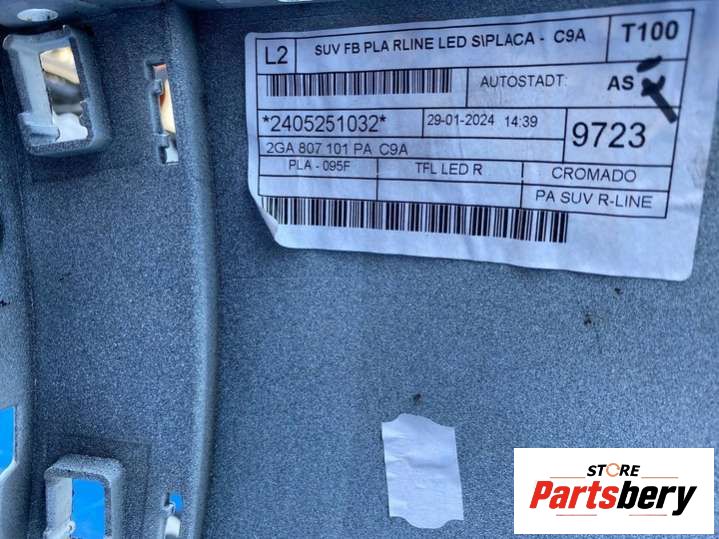 L2 SUV FB PLA RLINE LED S\PLACA - C9A T100
AUTOSTADT: AS
*2405251032* 29-01-2024 14:39 9723
2GA 807 101 PA C9A
PLA - 095F TFL LED R CROMADO
PA SUV R-LINE
STORE
Partsbery